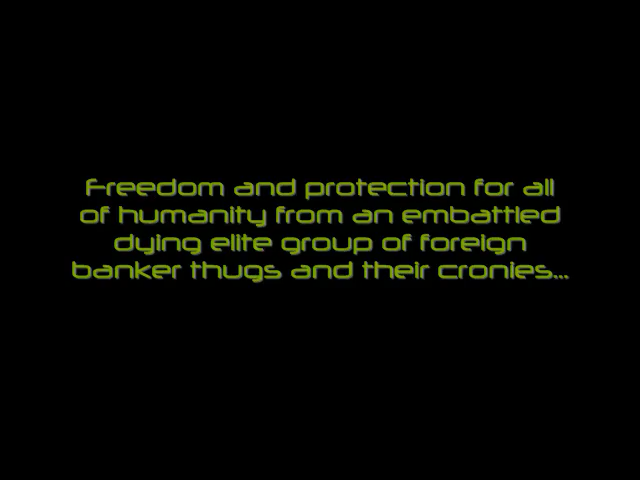 Freedom and protection for all
of humanity from an embattled
dying elite group of foreign
banker thugs and their cronies...